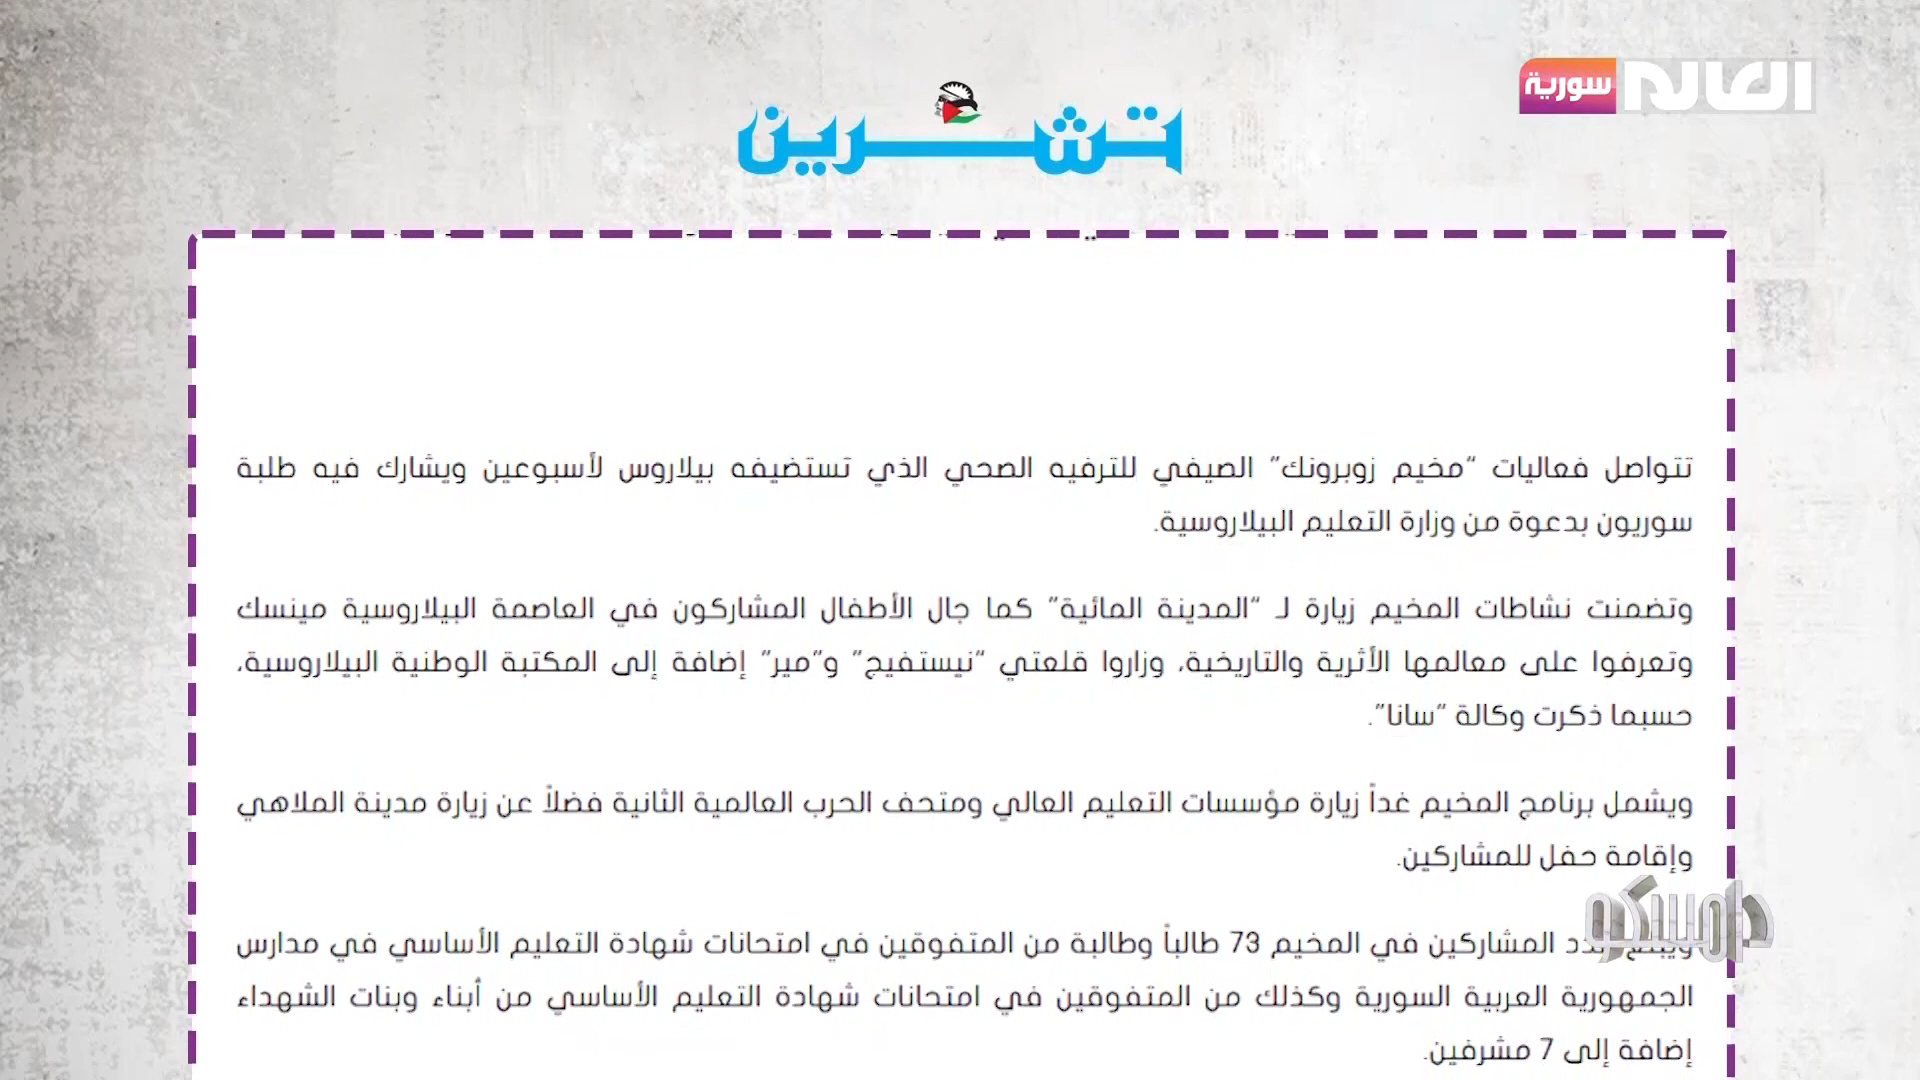 العالم سورية
تشرين
تتواصل فعاليات “مخيم زوبرونك” الصيفي للترفيه الصحي الذي تستضيفه بيلاروس لأسبوعين ويشارك فيه طلبة
سوريون بدعوة من وزارة التعليم البيلاروسية.
وتضمنت نشاطات المخيم زيارة لـ “المدينة المائية” كما جال الأطفال المشاركون في العاصمة البيلاروسية مينسك
وتعرفوا على معالمها الأثرية والتاريخية، وزاروا قلعتي “نيستفيج” و“مير” إضافة إلى المكتبة الوطنية البيلاروسية،
حسبما ذكرت وكالة “سانا”.
ويشمل برنامج المخيم غداً زيارة مؤسسات التعليم العالي ومتحف الحرب العالمية الثانية فضلاً عن زيارة مدينة الملاهي
وإقامة حفل للمشاركين.
دامسكو
المشاركين في المخيم 73 طالباً وطالبة من المتفوقين في امتحانات شهادة التعليم الأساسي في مدارس
الجمهورية العربية السورية وكذلك من المتفوقين في امتحانات شهادة التعليم الأساسي من أبناء وبنات الشهداء
إضافة إلى 7 مشرفين.